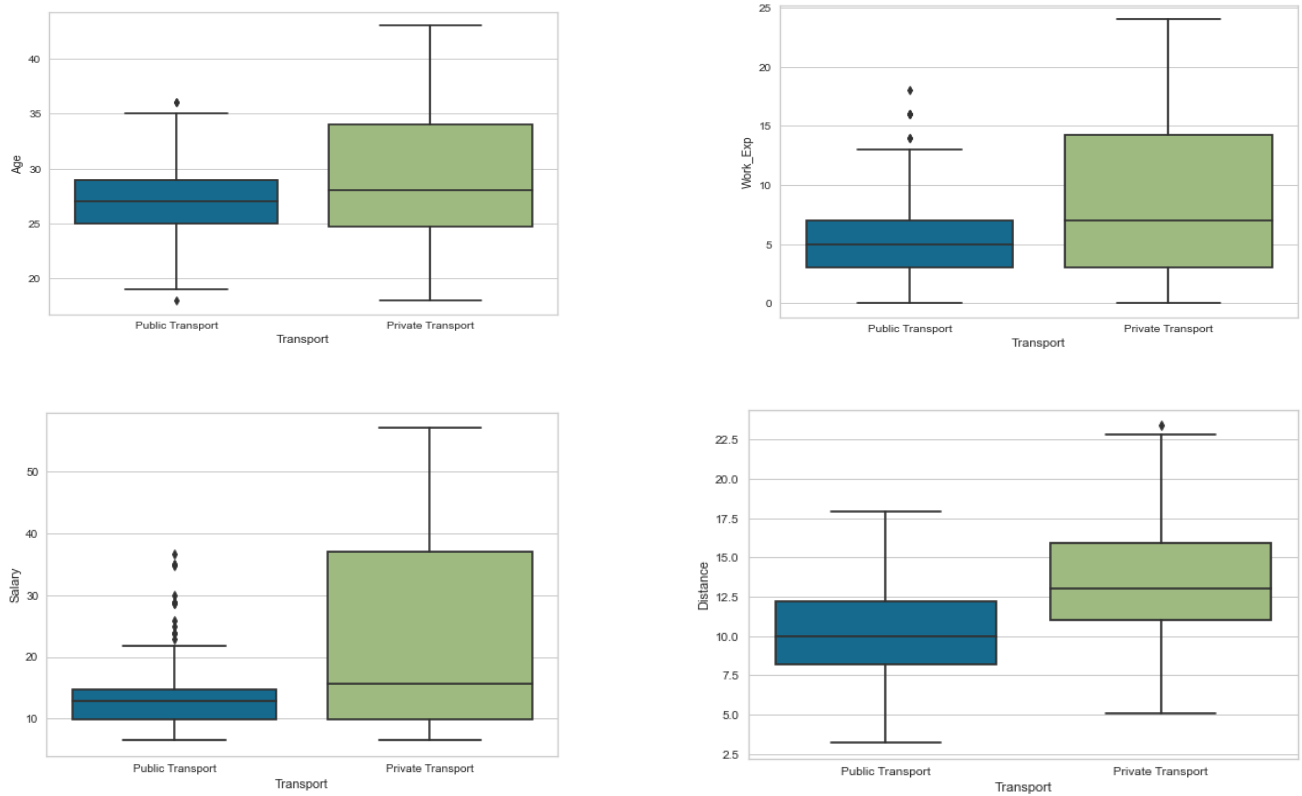 Age
40
35
30
25
20
Public Transport
Private Transport
Transport
Work_Exp
25
20
15
10
5
0
Public Transport
Private Transport
Transport
Salary
50
40
30
20
10
Public Transport
Private Transport
Transport
Distance
22.5
20.0
17.5
15.0
12.5
10.0
7.5
5.0
2.5
Public Transport
Private Transport
Transport